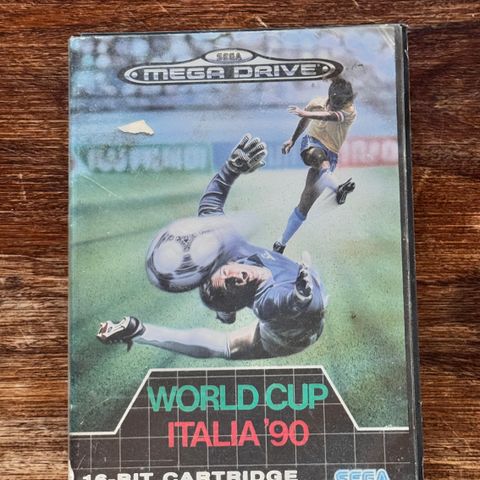 SEGA
MEGA DRIVE
WORLD CUP
ITALIA '90
16-BIT CARTRIDGE
SEGA